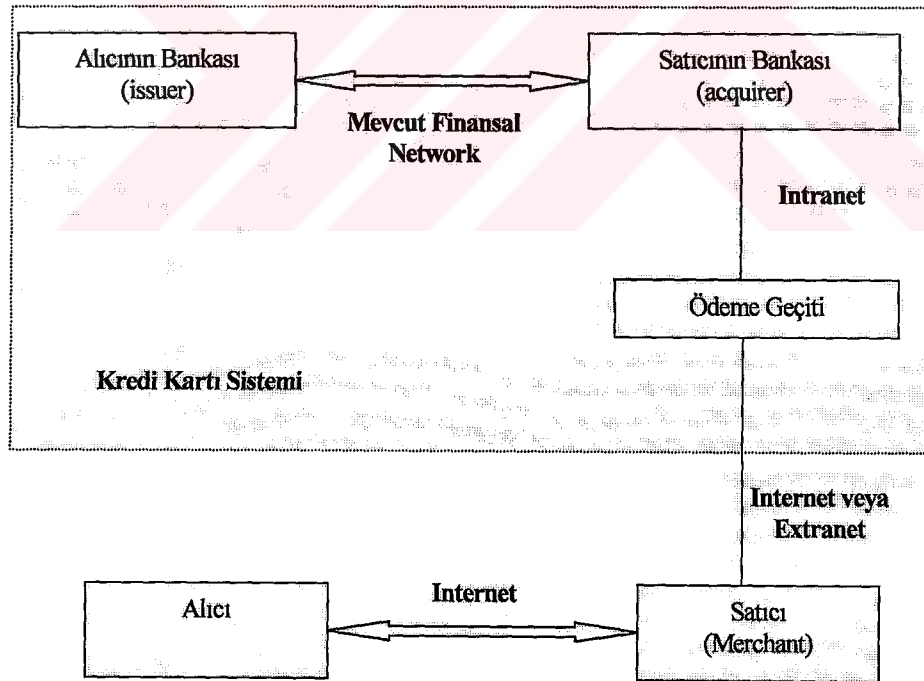 Alıcının Bankası
(issuer)
Satıcının Bankası
(acquirer)
Mevcut Finansal
Network
Intranet
Ödeme Geçiti
Kredi Kartı Sistemi
Internet veya
Extranet
Alıcı
Internet
Satıcı
(Merchant)